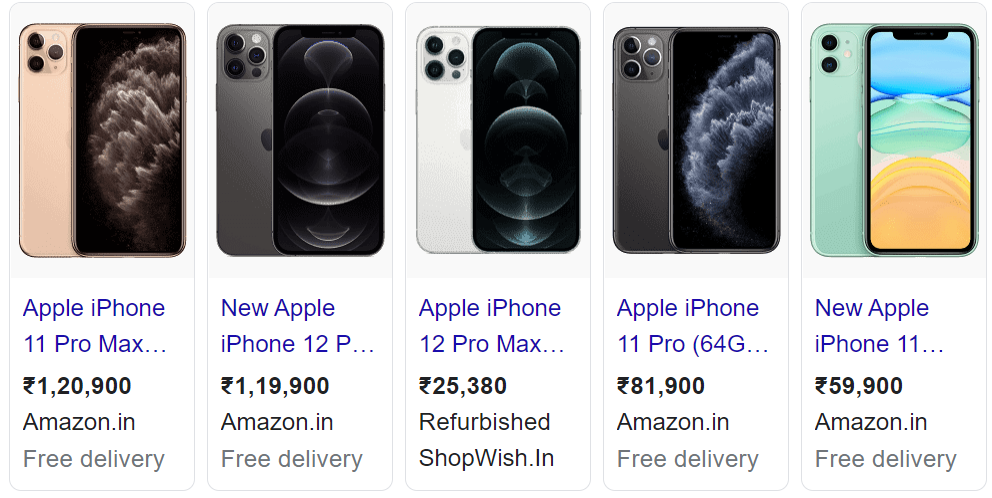 Apple iPhone
11 Pro Max...
₹1,20,900
Amazon.in
Free delivery
New Apple
iPhone 12 P...
₹1,19,900
Amazon.in
Free delivery
Apple iPhone
12 Pro Max...
₹25,380
Refurbished
ShopWish.In
Apple iPhone
11 Pro (64G...
₹81,900
Amazon.in
Free delivery
New Apple
iPhone 11...
₹59,900
Amazon.in
Free delivery